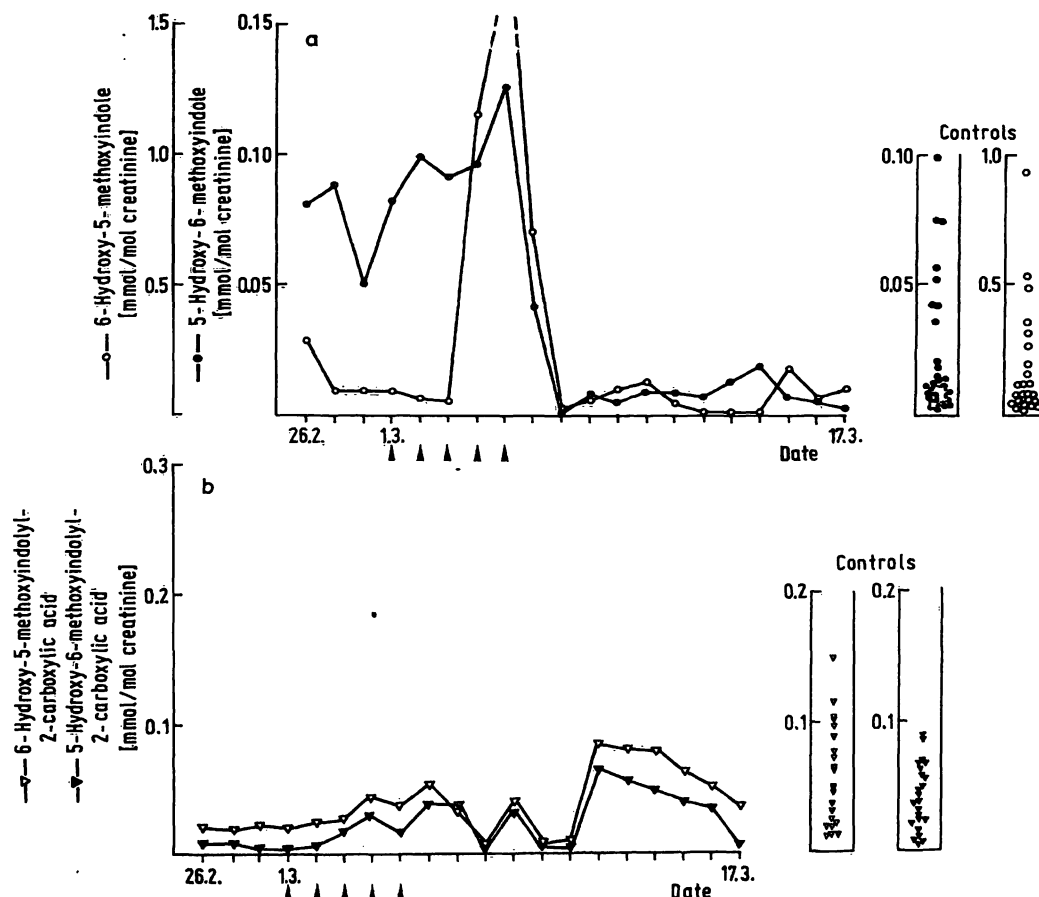 a
1.5
1.0
0.5
0.15
0.10
0.05
6-Hydroxy-5-methoxyindole
[mmol/mol creatinine]
5-Hydroxy-6-methoxyindole
[mmol/mol creatinine]
26.2.
1.3.
17.3.
Date
Controls
0.10
0.05
1.0
0.5
b
0.3
0.2
0.1
6-Hydroxy-5-methoxyindolyl-
2-carboxylic acid
5-Hydroxy-6-methoxyindolyl-
2-carboxylic acid
[mmol/mol creatinine]
26.2.
1.3.
17.3.
Date
Controls
0.2
0.1
0.2
0.1